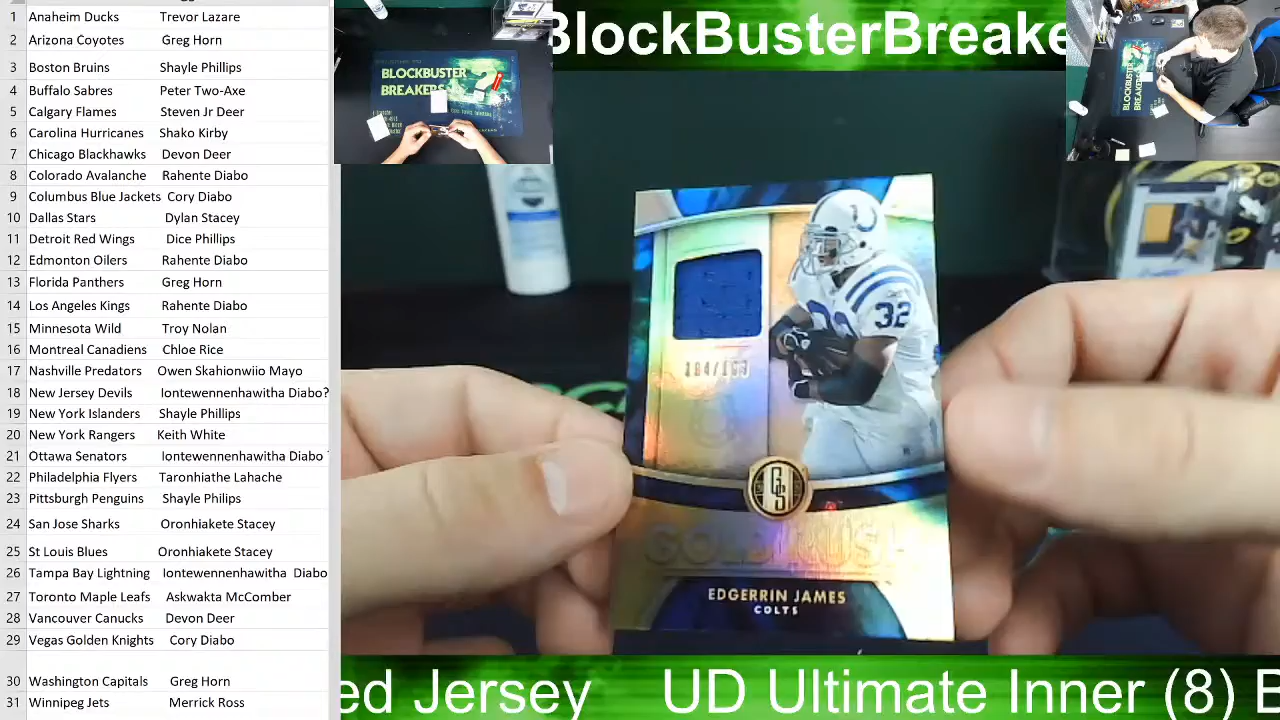 1 Anaheim Ducks Trevor Lazare
2 Arizona Coyotes Greg Horn
3 Boston Bruins Shayle Phillips
4 Buffalo Sabres Peter Two-Axe
5 Calgary Flames Steven Jr Deer
6 Carolina Hurricanes Shako Kirby
7 Chicago Blackhawks Devon Deer
8 Colorado Avalanche Rahente Diabo
9 Columbus Blue Jackets Cory Diabo
10 Dallas Stars Dylan Stacey
11 Detroit Red Wings Dice Phillips
12 Edmonton Oilers Rahente Diabo
13 Florida Panthers Greg Horn
14 Los Angeles Kings Rahente Diabo
15 Minnesota Wild Troy Nolan
16 Montreal Canadiens Chloe Rice
17 Nashville Predators Owen Skahionwiio Mayo
18 New Jersey Devils Iontewennenhawitha Diabo?
19 New York Islanders Shayle Phillips
20 New York Rangers Keith White
21 Ottawa Senators Iontewennenhawitha Diabo
22 Philadelphia Flyers Taronhiathe Lahache
23 Pittsburgh Penguins Shayle Philips
24 San Jose Sharks Oronhiakete Stacey
25 St Louis Blues Oronhiakete Stacey
26 Tampa Bay Lightning Iontewennenhawitha Diabo
27 Toronto Maple Leafs Askwakta McComber
28 Vancouver Canucks Devon Deer
29 Vegas Golden Knights Cory Diabo
30 Washington Capitals Greg Horn
31 Winnipeg Jets Merrick Ross
BlockBusterBreake
BLOCKBUSTER
BREAKERS
BLOCKBUSTER
BREAKERS
32
GS
GOLD RUSH
EDGERRIN JAMES
COLTS
ed Jersey UD Ultimate Inner (8) B